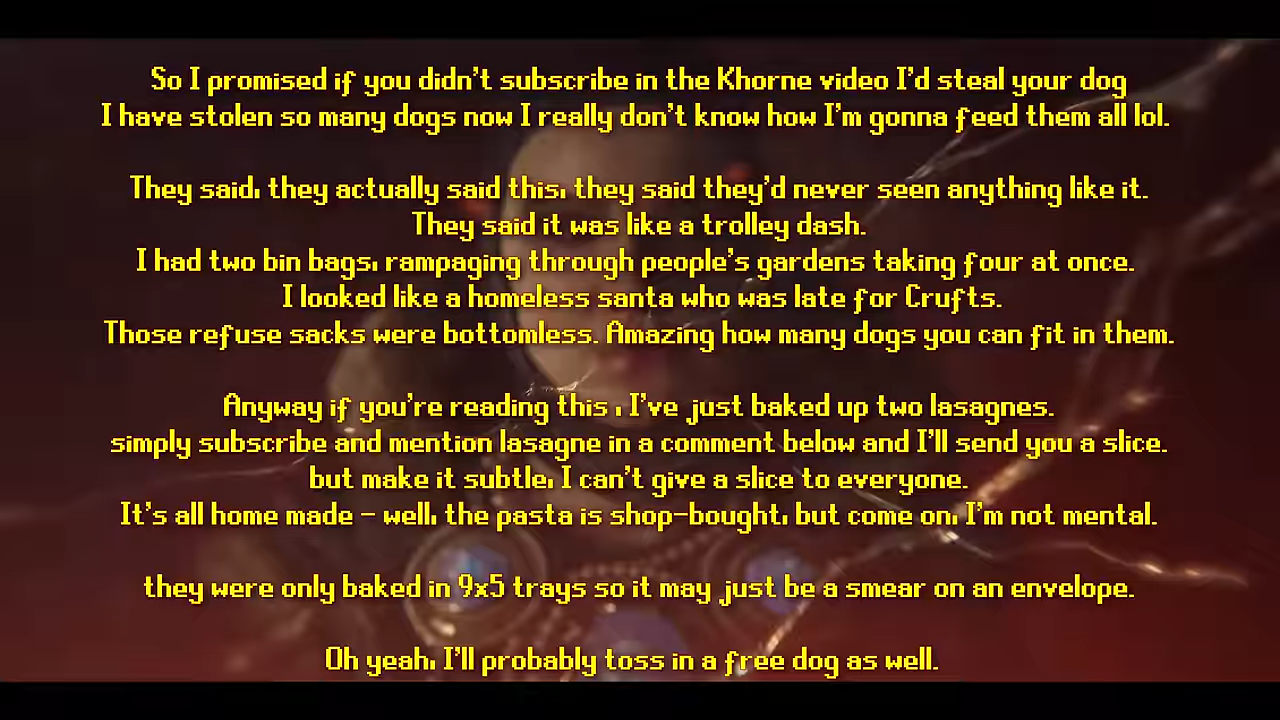 So I promised if you didn't subscribe in the Khorne video I'd steal your dog
I have stolen so many dogs now I really don't know how I'm gonna feed them all lol.
They said, they actually said this, they said they'd never seen anything like it.
They said it was like a trolley dash.
I had two bin bags, rampaging through people's gardens taking four at once.
I looked like a homeless santa who was late for Crufts.
Those refuse sacks were bottomless. Amazing how many dogs you can fit in them.
Anyway if you're reading this , I've just baked up two lasagnes.
simply subscribe and mention lasagne in a comment below and I'll send you a slice.
but make it subtle, I can't give a slice to everyone.
It's all home made - well, the pasta is shop-bought, but come on, I'm not mental.
they were only baked in 9x5 trays so it may just be a smear on an envelope.
Oh yeah, I'll probably toss in a free dog as well.